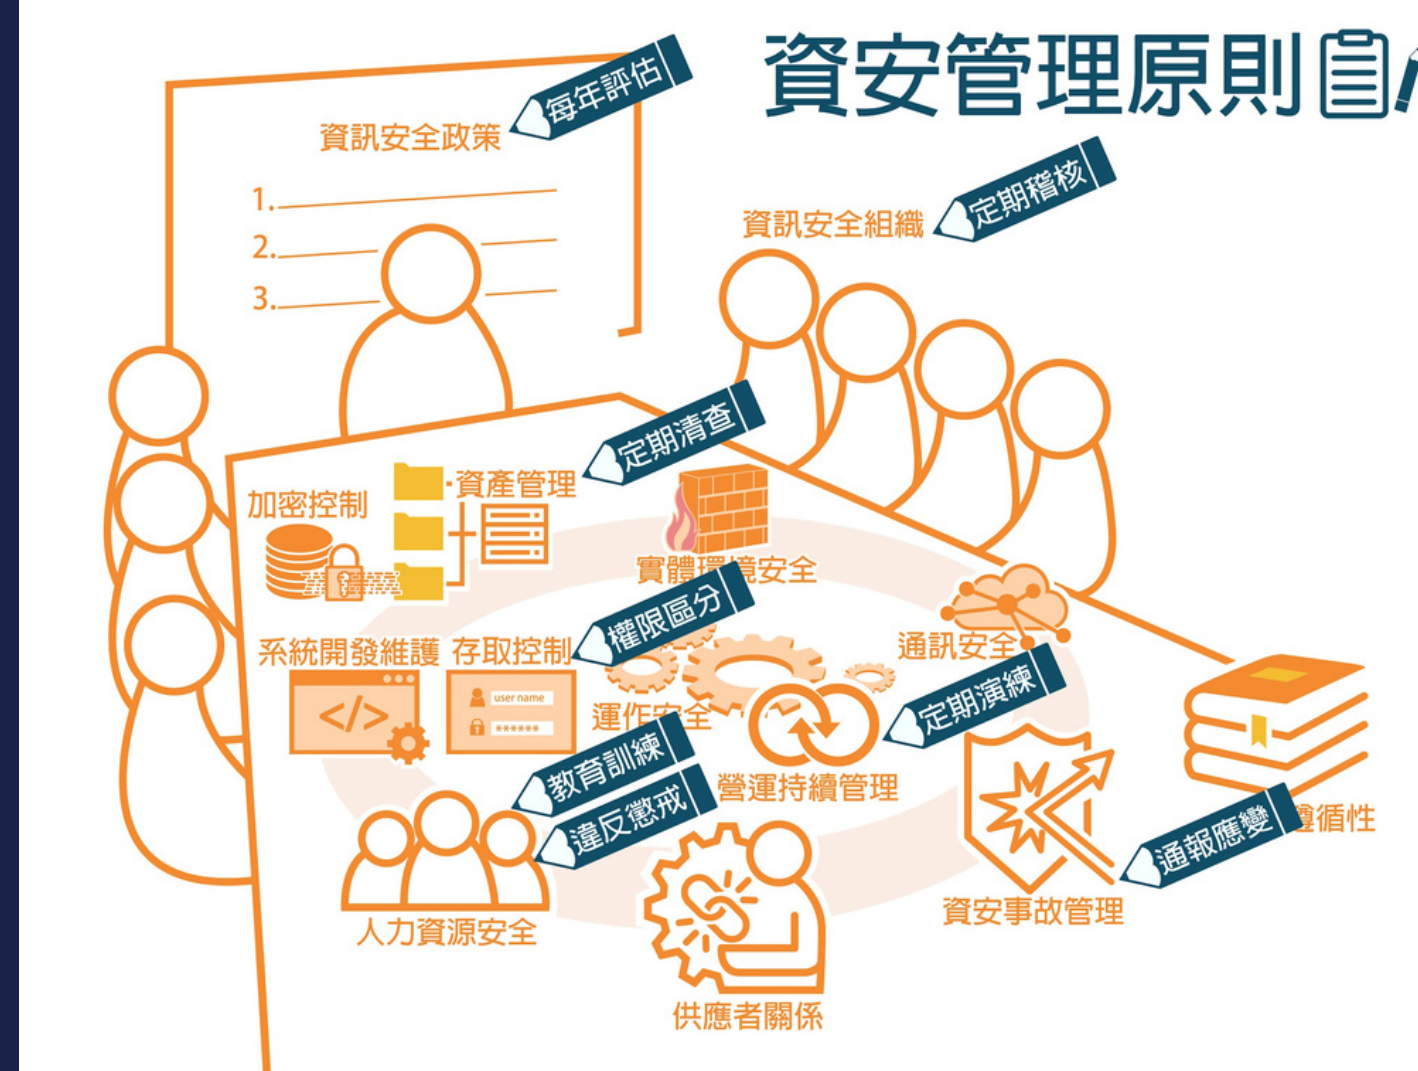 資安管理原則
每年評估
資訊安全政策
1.
2.
3.
定期稽核
資訊安全組織
定期清查
資產管理
加密控制
實體環境安全
權限區分
通訊安全
系統開發維護
存取控制
user name
******
******
</>
運作安全
定期演練
教育訓練
違反懲戒
營運持續管理
遵循性
通報應變
資安事故管理
人力資源安全
供應者關係